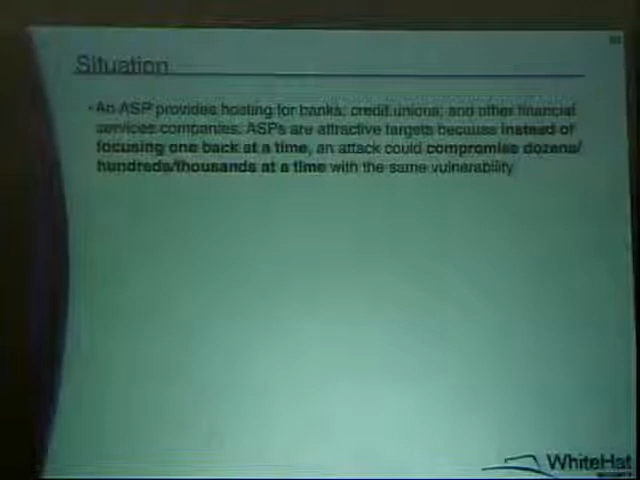 Situation
• An ASP provides hosting for banks, credit unions, and other financial
services companies. ASPs are attractive targets because instead of
focusing one back at a time, an attack could compromise dozens/
hundreds/thousands at a time with the same vulnerability
WhiteHat